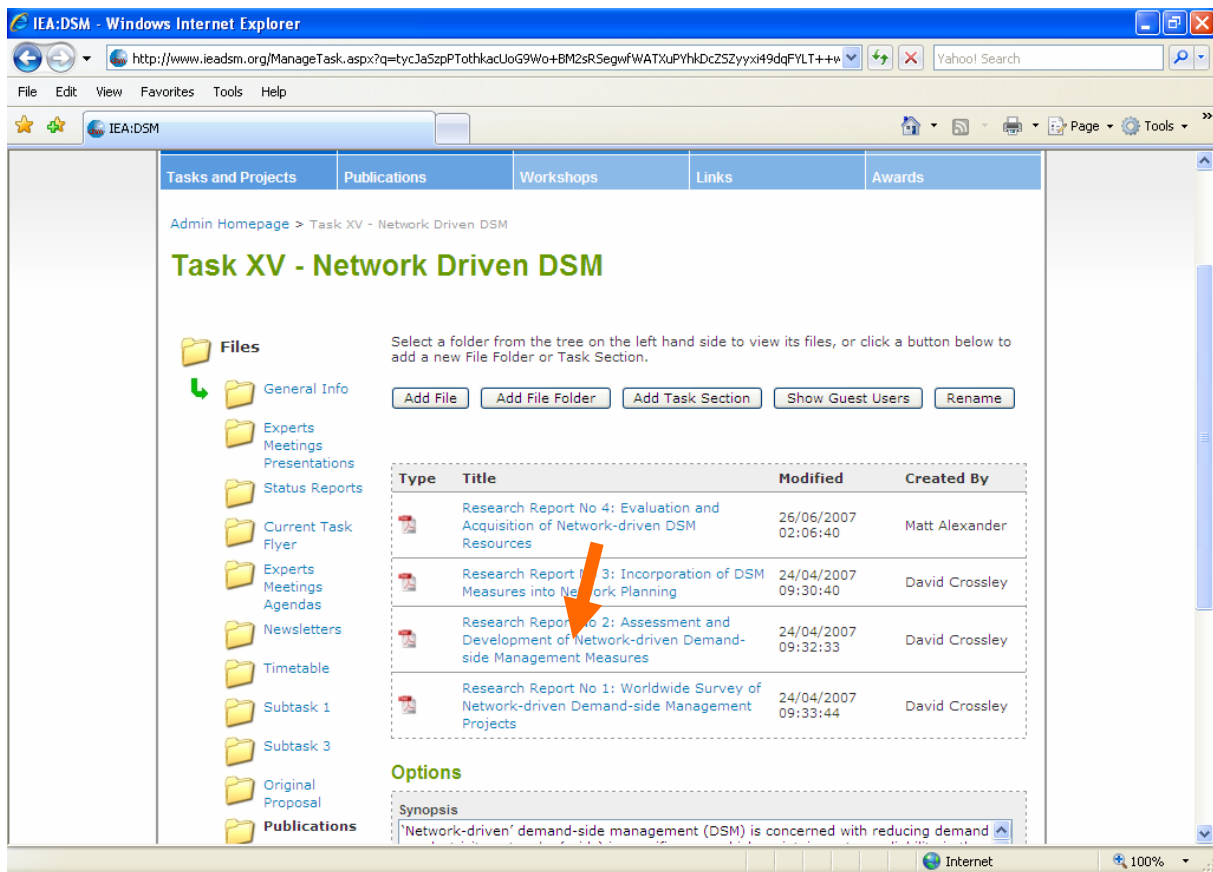 IEA:DSM - Windows Internet Explorer
http://www.ieadsm.org/ManageTask.aspx?q=tycJaSzpPTothkacUoG9Wo+BM2sRSegwfWATXuPYhkDcZSZyyxi49dqFYLT++w
Yahoo! Search
File Edit View Favorites Tools Help
IEA:DSM
Page Tools
Tasks and Projects Publications Workshops Links Awards
Admin Homepage > Task XV - Network Driven DSM
Task XV - Network Driven DSM
Files
General Info
Experts
Meetings
Presentations
Status Reports
Current Task
Flyer
Experts
Meetings
Agendas
Newsletters
Timetable
Subtask 1
Subtask 3
Original
Proposal
Publications
Select a folder from the tree on the left hand side to view its files, or click a button below to
add a new File Folder or Task Section.
Add File Add File Folder Add Task Section Show Guest Users Rename
Type Title Modified Created By
Research Report No 4: Evaluation and
Acquisition of Network-driven DSM
Resources
26/06/2007
02:06:40
Matt Alexander
Research Report 3: Incorporation of DSM
Measures into Network Planning
24/04/2007
09:30:40
David Crossley
Research Report No 2: Assessment and
Development of Network-driven Demand-
side Management Measures
24/04/2007
09:32:33
David Crossley
Research Report No 1: Worldwide Survey of
Network-driven Demand-side Management
Projects
24/04/2007
09:33:44
David Crossley
Options
Synopsis
'Network-driven' demand-side management (DSM) is concerned with reducing demand
Internet
100%